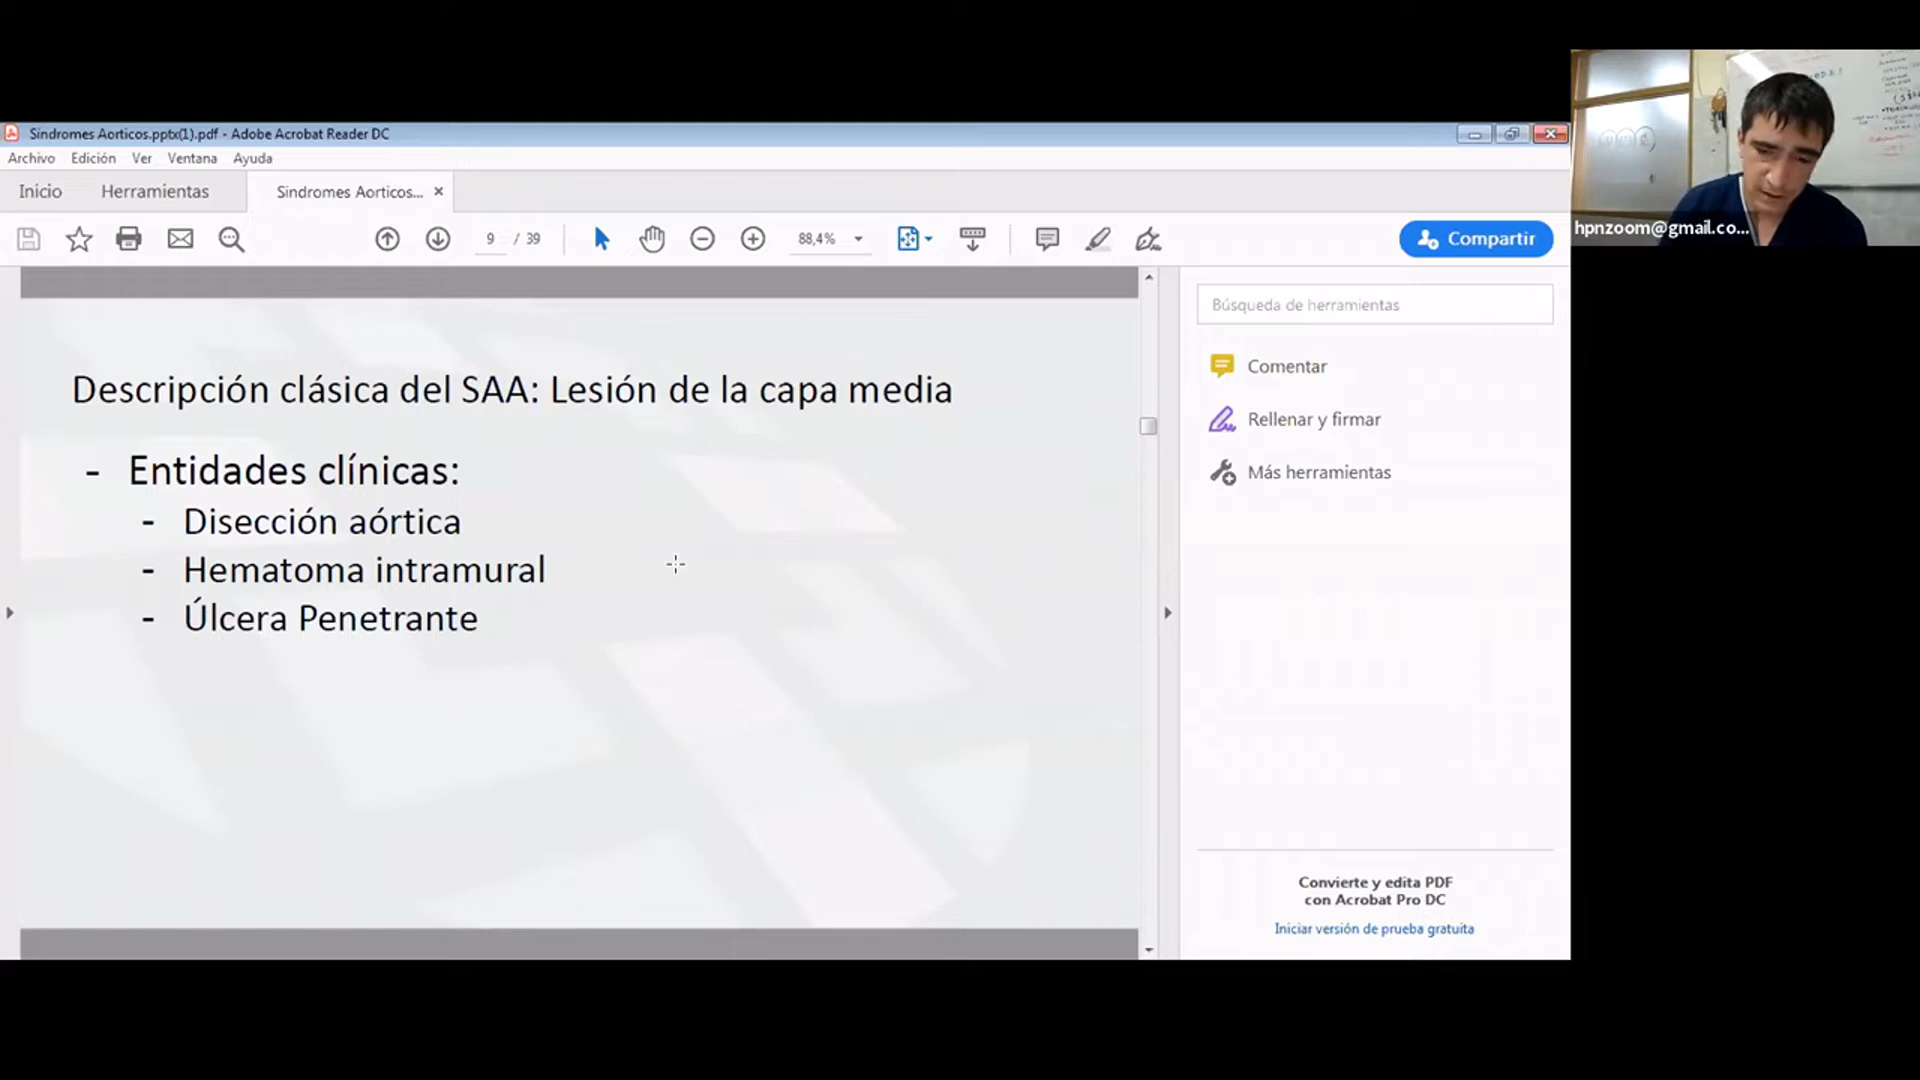 Sindromes Aorticos.pptx(1).pdf - Adobe Acrobat Reader DC
Archivo Edición Ver Ventana Ayuda
Inicio Herramientas Sindromes Aorticos... ×
9 / 39 88,4% Compartir
hpnzoom@gmail.co...
Búsqueda de herramientas
Comentar
Rellenar y firmar
Más herramientas
Descripción clásica del SAA: Lesión de la capa media
- Entidades clínicas:
- Disección aórtica
- Hematoma intramural
- Úlcera Penetrante
Convierte y edita PDF
con Acrobat Pro DC
Iniciar versión de prueba gratuita